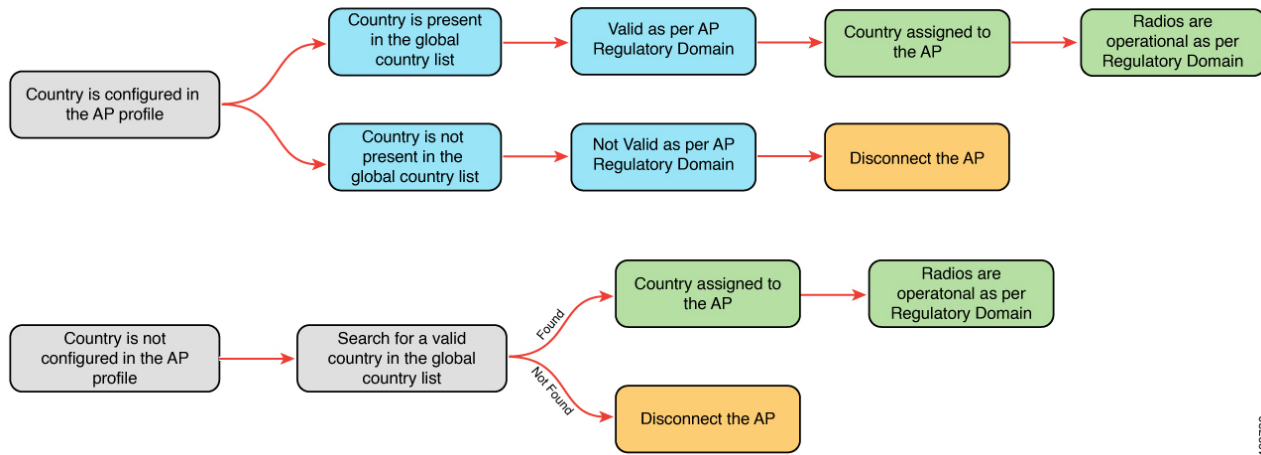 Country is configured in
the AP profile
Country is present
in the global
country list
Valid as per AP
Regulatory Domain
Country assigned to
the AP
Radios are
operational as per
Regulatory Domain
Country is not
present in the
global country list
Not Valid as per AP
Regulatory Domain
Disconnect the AP
Country is not
configured in the AP
profile
Search for a valid
country in the global
country list
Found
Country assigned to
the AP
Radios are
operatonal as per
Regulatory Domain
Not Found
Disconnect the AP